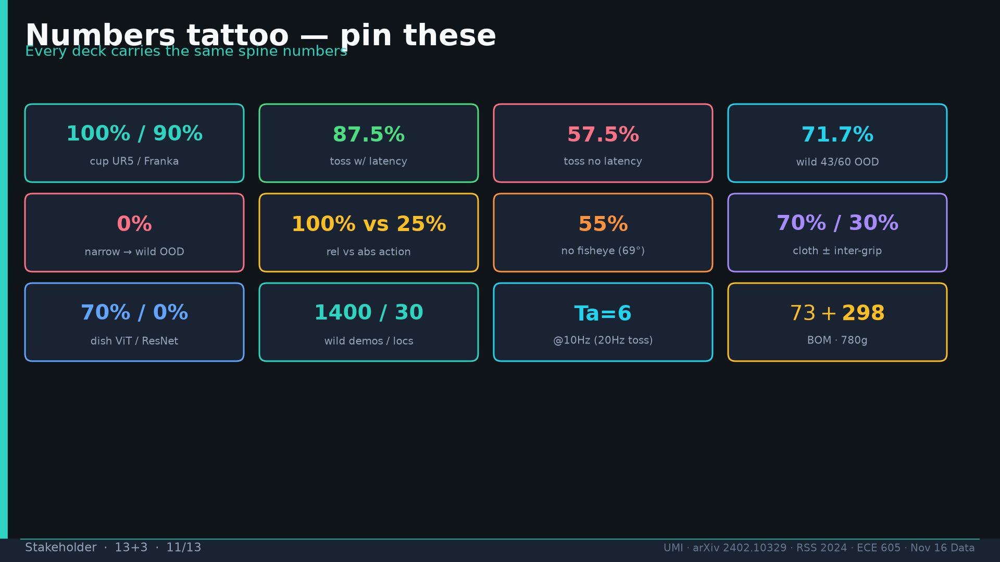 Numbers tattoo — pin these
Every deck carries the same spine numbers
100% / 90%
cup UR5 / Franka
87.5%
toss w/ latency
57.5%
toss no latency
71.7%
wild 43/60 OOD
0%
narrow → wild OOD
100% vs 25%
rel vs abs action
55%
no fisheye (69°)
70% / 30%
cloth ± inter-grip
70% / 0%
dish ViT / ResNet
1400 / 30
wild demos / locs
Ta=6
@10Hz (20Hz toss)
73 + 298
BOM · 780g
Stakeholder · 13+3 · 11/13
UMI · arXiv 2402.10329 · RSS 2024 · ECE 605 · Nov 16 Data